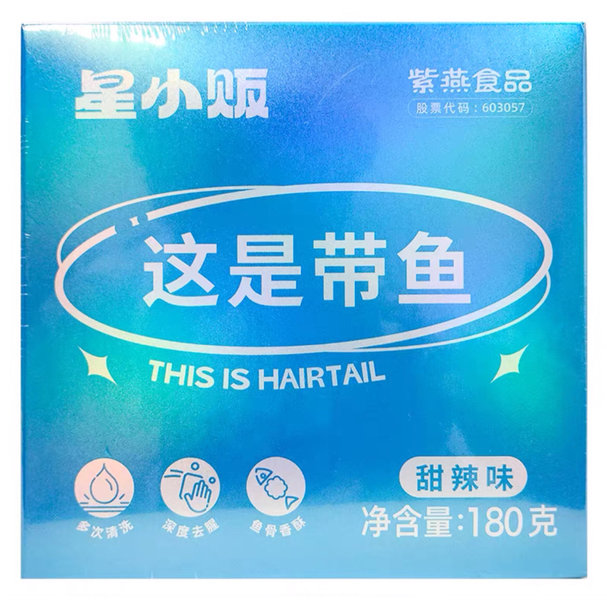 星小贩
紫燕食品
股票代码：603057
这是带鱼
THIS IS HAIRTAIL
多次清洗
深度去腥
鱼骨香酥
甜辣味
净含量：180克